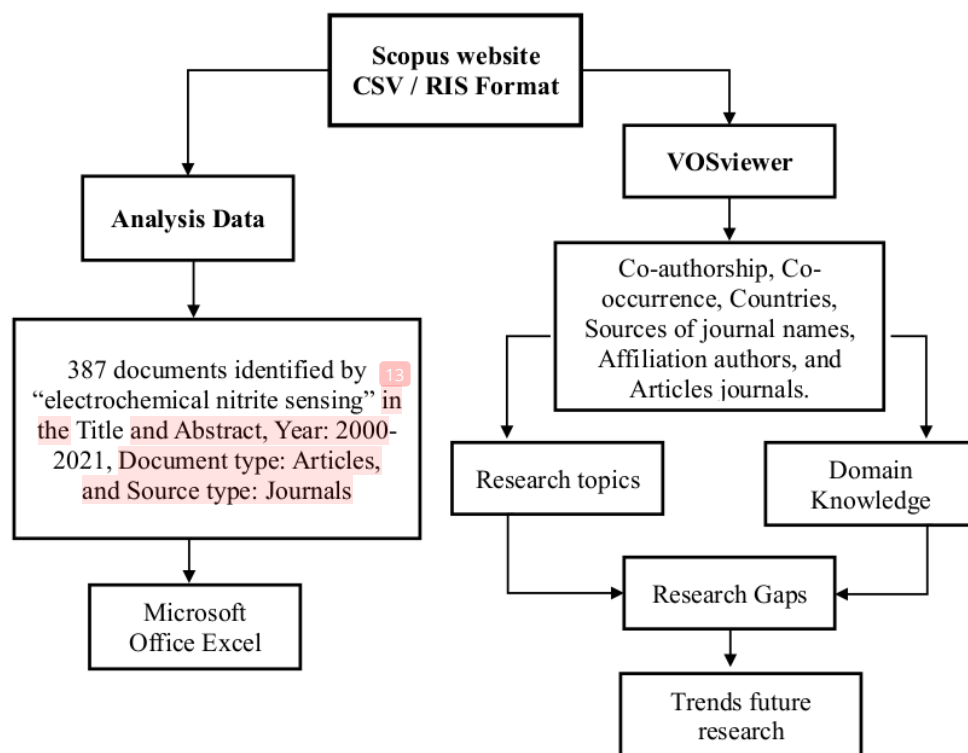 Scopus website
CSV / RIS Format
VOSviewer
Analysis Data
Co-authorship, Co-
occurrence, Countries,
Sources of journal names,
Affiliation authors, and
Articles journals.
387 documents identified by 13
“electrochemical nitrite sensing” in
the Title and Abstract, Year: 2000-
2021, Document type: Articles,
and Source type: Journals
Research topics
Domain
Knowledge
Microsoft
Office Excel
Research Gaps
Trends future
research